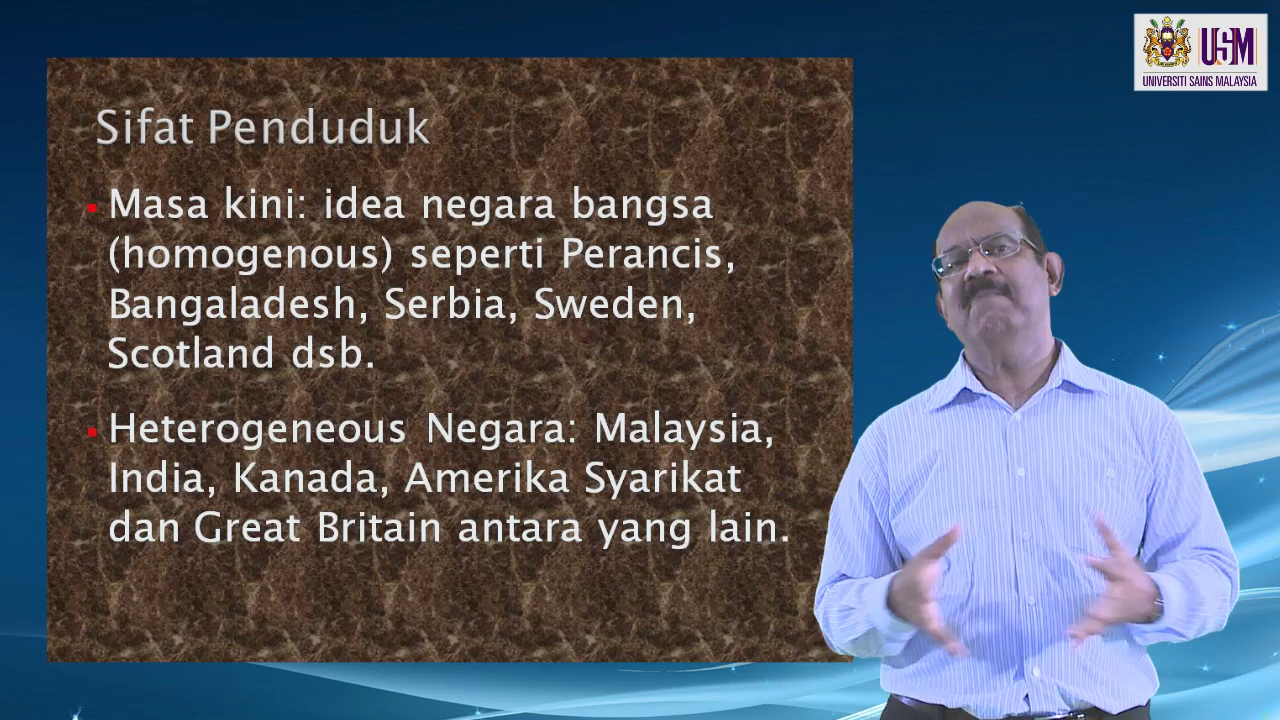 USM
UNIVERSITI SAINS MALAYSIA
Sifat Penduduk
Masa kini: idea negara bangsa
(homogenous) seperti Perancis,
Bangaladesh, Serbia, Sweden,
Scotland dsb.
Heterogeneous Negara: Malaysia,
India, Kanada, Amerika Syarikat
dan Great Britain antara yang lain.